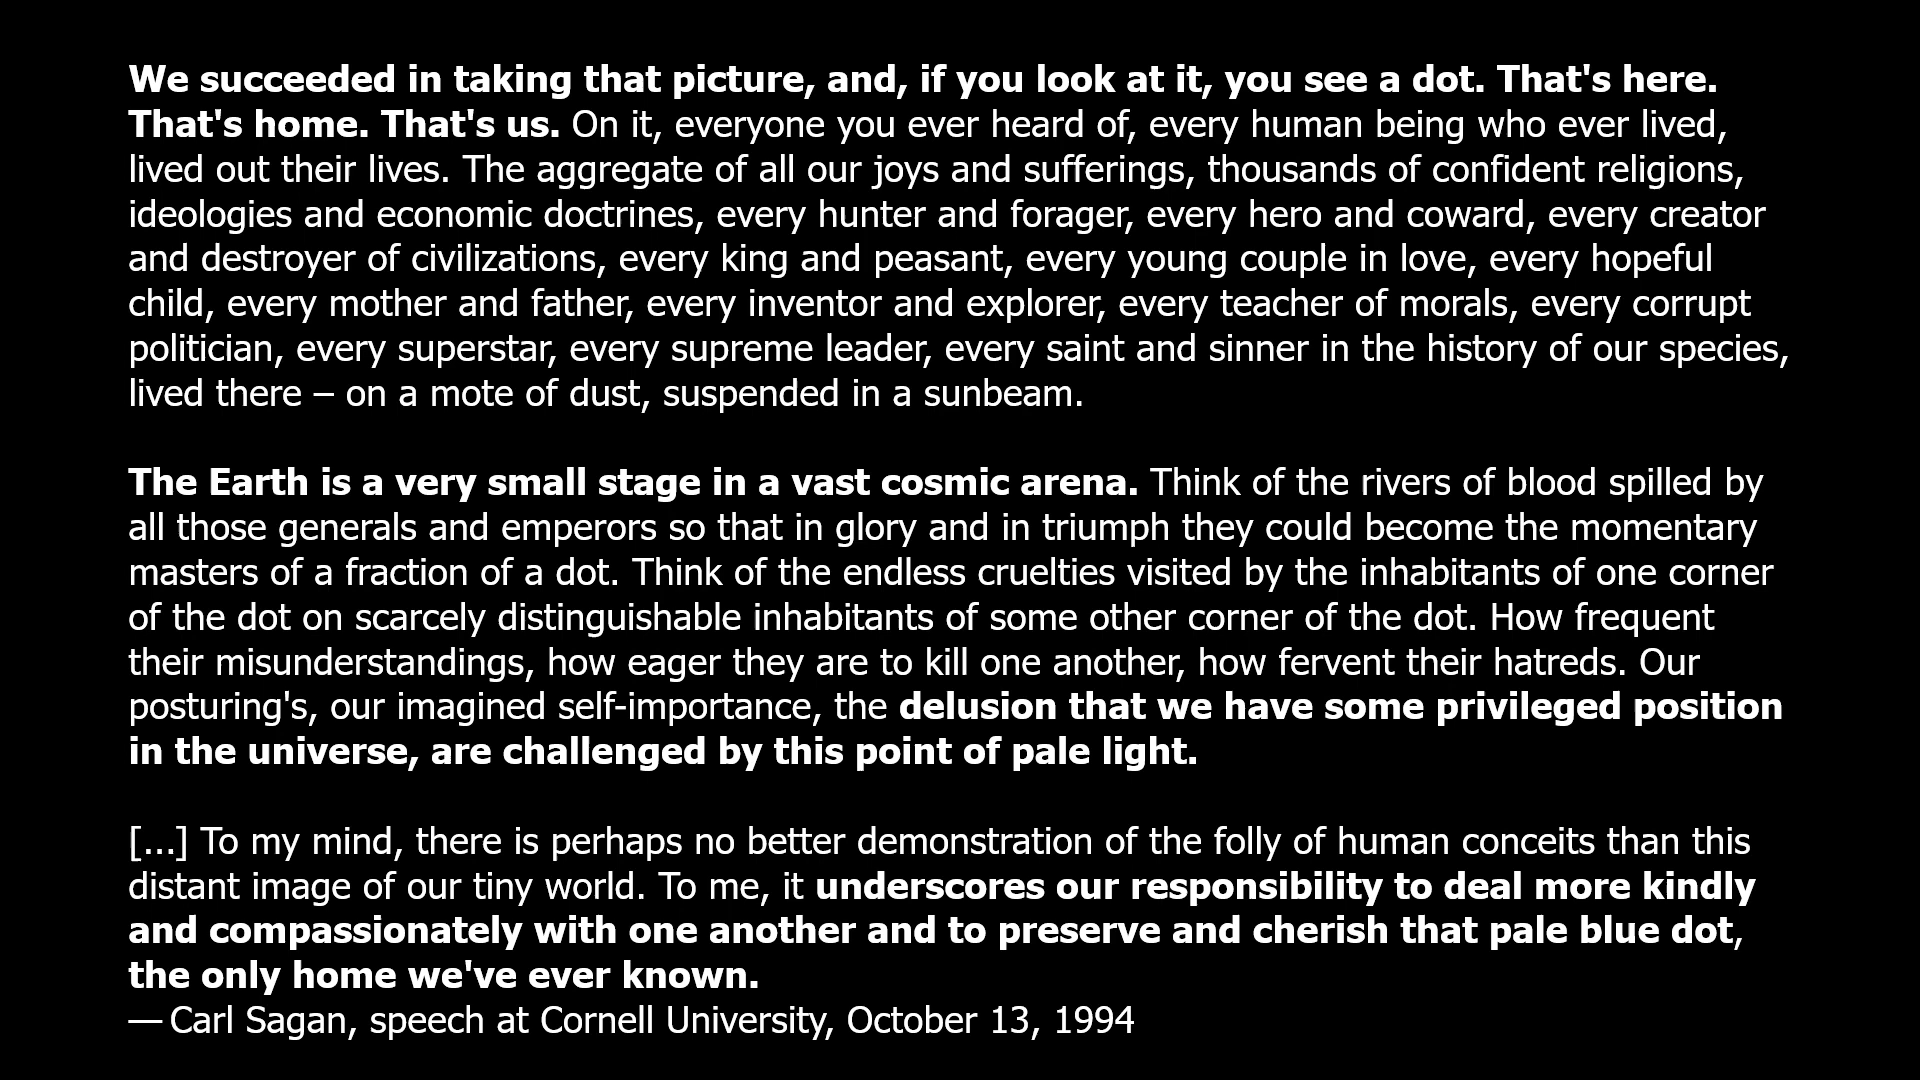 We succeeded in taking that picture, and, if you look at it, you see a dot. That's here.
That's home. That's us. On it, everyone you ever heard of, every human being who ever lived,
lived out their lives. The aggregate of all our joys and sufferings, thousands of confident religions,
ideologies and economic doctrines, every hunter and forager, every hero and coward, every creator
and destroyer of civilizations, every king and peasant, every young couple in love, every hopeful
child, every mother and father, every inventor and explorer, every teacher of morals, every corrupt
politician, every superstar, every supreme leader, every saint and sinner in the history of our species,
lived there – on a mote of dust, suspended in a sunbeam.
The Earth is a very small stage in a vast cosmic arena. Think of the rivers of blood spilled by
all those generals and emperors so that in glory and in triumph they could become the momentary
masters of a fraction of a dot. Think of the endless cruelties visited by the inhabitants of one corner
of the dot on scarcely distinguishable inhabitants of some other corner of the dot. How frequent
their misunderstandings, how eager they are to kill one another, how fervent their hatreds. Our
posturing's, our imagined self-importance, the delusion that we have some privileged position
in the universe, are challenged by this point of pale light.
[...] To my mind, there is perhaps no better demonstration of the folly of human conceits than this
distant image of our tiny world. To me, it underscores our responsibility to deal more kindly
and compassionately with one another and to preserve and cherish that pale blue dot,
the only home we've ever known.
— Carl Sagan, speech at Cornell University, October 13, 1994